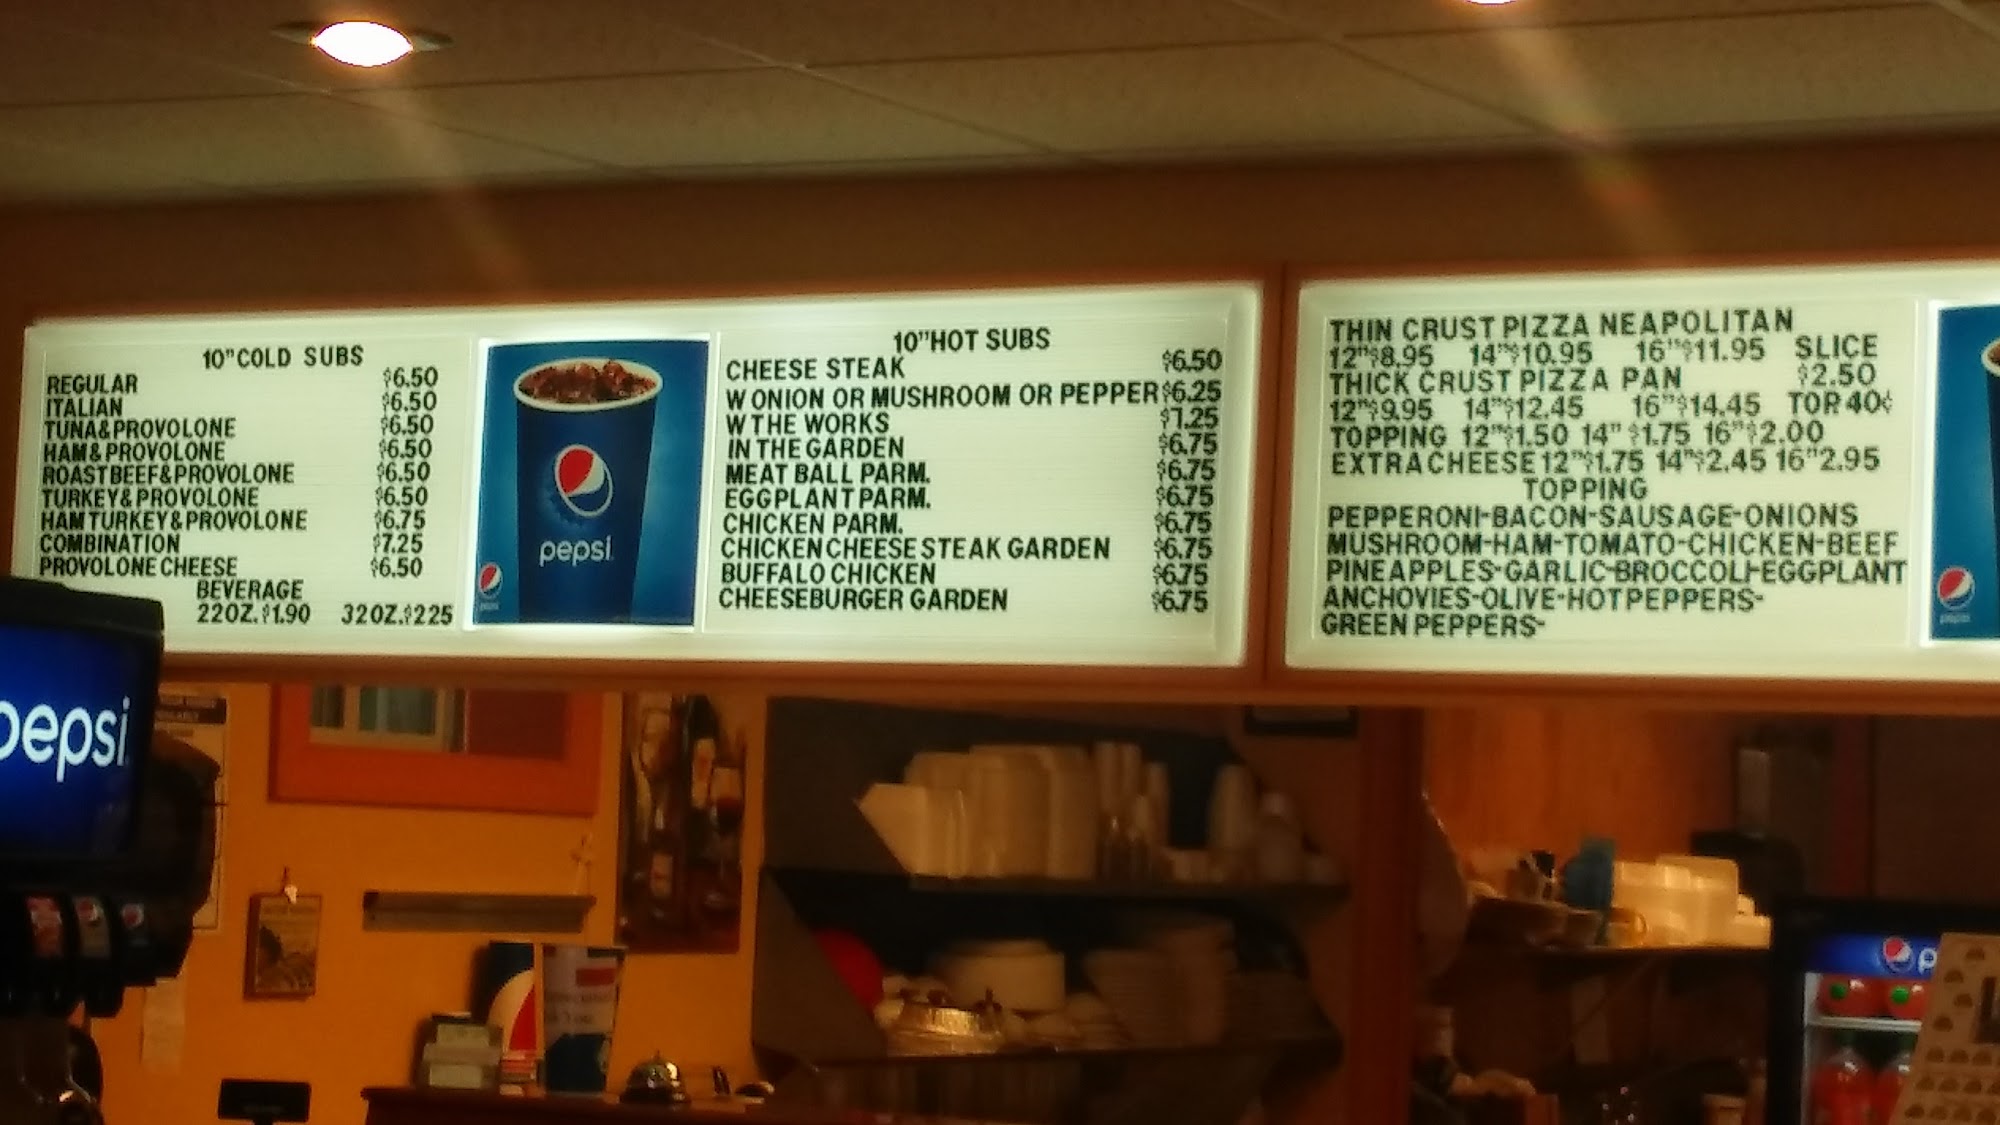 10"COLD SUBS
REGULAR $6.50
ITALIAN $6.50
TUNA&PROVOLONE $6.50
HAM&PROVOLONE $6.50
ROASTBEEF&PROVOLONE $6.50
TURKEY&PROVOLONE $6.50
HAM TURKEY&PROVOLONE $6.75
COMBINATION $7.25
PROVOLONE CHEESE $6.50
BEVERAGE
22OZ.$1.90 32OZ.$225
pepsi
10"HOT SUBS
CHEESE STEAK $6.50
W ONION OR MUSHROOM OR PEPPER $6.25
W THE WORKS $1.25
IN THE GARDEN $6.75
MEAT BALL PARM. $6.75
EGGPLANT PARM. $6.75
CHICKEN PARM. $6.75
CHICKEN CHEESE STEAK GARDEN $6.75
BUFFALO CHICKEN $6.75
CHEESEBURGER GARDEN $6.75
THIN CRUST PIZZA NEAPOLITAN
12"$8.95 14"$10.95 16"$11.95 SLICE
THICK CRUST PIZZA PAN $2.50
12"$9.95 14"$12.45 16"$14.45 TOR 40¢
TOPPING 12"$1.50 14" $1.75 16"$2.00
EXTRA CHEESE 12"$1.75 14"$2.45 16"2.95
TOPPING
PEPPERONI-BACON-SAUSAGE-ONIONS
MUSHROOM-HAM-TOMATO-CHICKEN-BEEF
PINEAPPLES-GARLIC-BROCCOLI-EGGPLANT
ANCHOVIES-OLIVE-HOT PEPPERS-
GREEN PEPPERS-
pepsi